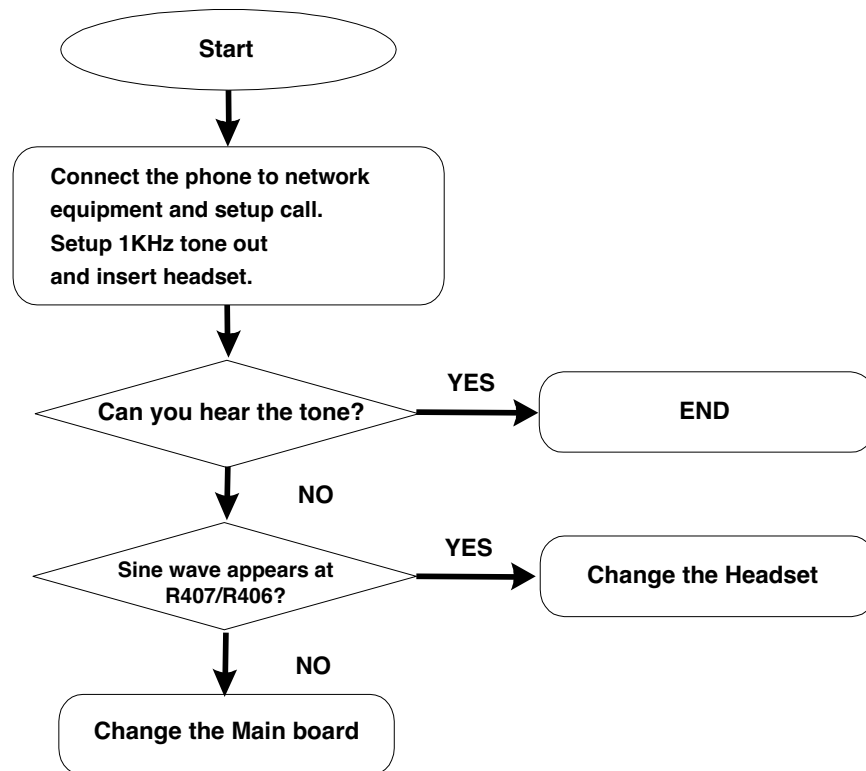 Start
Connect the phone to network
equipment and setup call.
Setup 1KHz tone out
and insert headset.
Can you hear the tone?
YES
END
NO
Sine wave appears at
R407/R406?
YES
Change the Headset
NO
Change the Main board